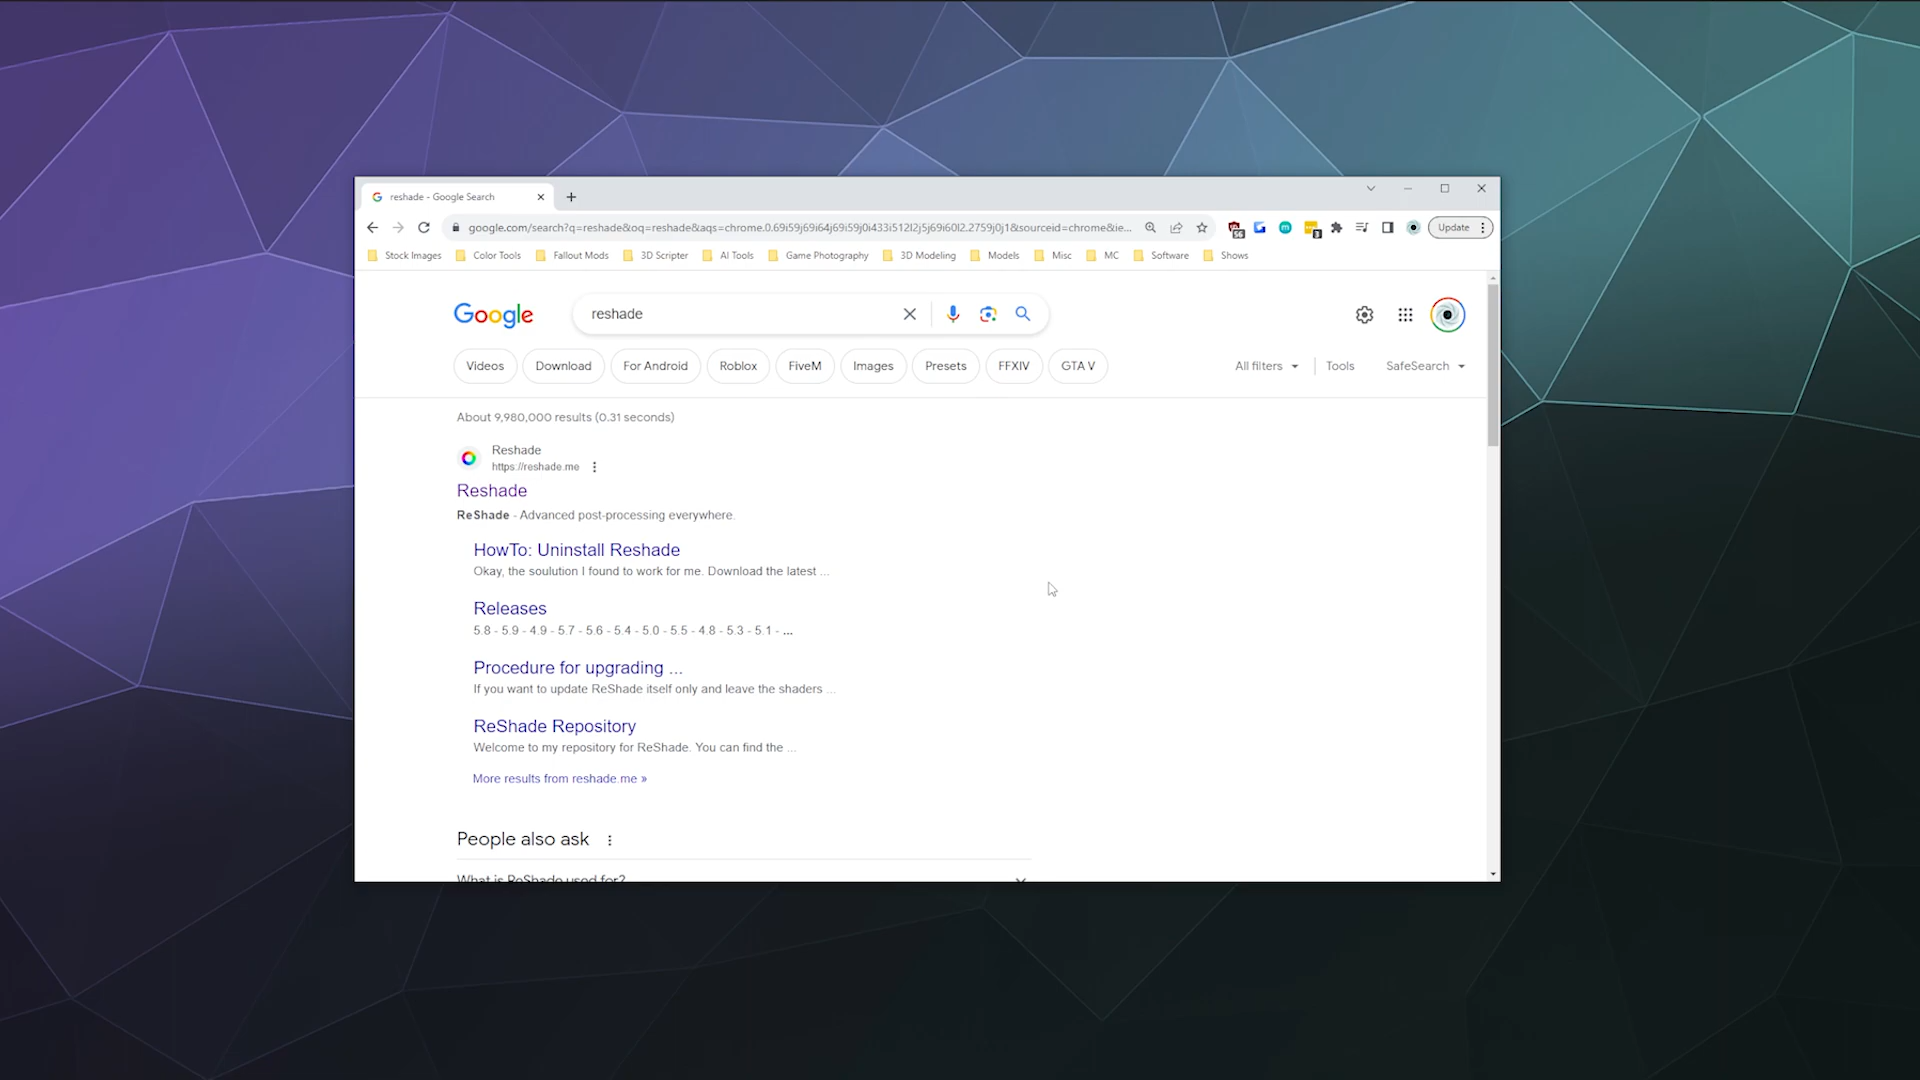 reshade - Google Search
google.com/search?q=reshade&oq=reshade&aqs=chrome.0.69i59j69i64j69i59j0i433i512l2j5j69i60l2.2759j0j1&sourceid=chrome&ie...
Update
Stock Images Color Tools Fallout Mods 3D Scripter AI Tools Game Photography 3D Modeling Models Misc MC Software Shows
Google reshade
Videos Download For Android Roblox FiveM Images Presets FFXIV GTA V All filters Tools SafeSearch
About 9,980,000 results (0.31 seconds)
Reshade
https://reshade.me
Reshade
ReShade - Advanced post-processing everywhere.
HowTo: Uninstall Reshade
Okay, the soulution I found to work for me. Download the latest ...
Releases
5.8 - 5.9 - 4.9 - 5.7 - 5.6 - 5.4 - 5.0 - 5.5 - 4.8 - 5.3 - 5.1 - ...
Procedure for upgrading ...
If you want to update ReShade itself only and leave the shaders ...
ReShade Repository
Welcome to my repository for ReShade. You can find the ...
More results from reshade.me »
People also ask
What is ReShade used for?